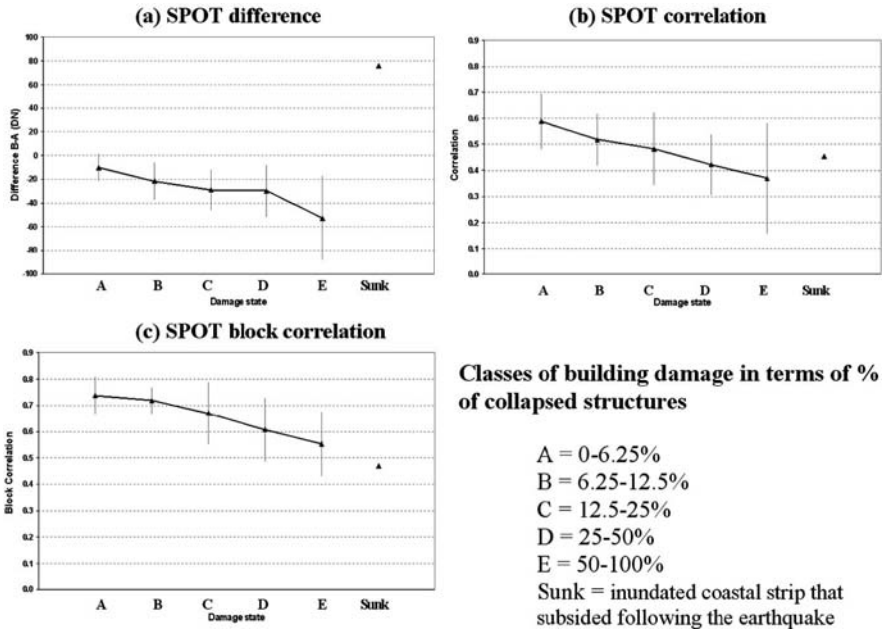 (a) SPOT difference
100
80
60
40
20
0
-20
-40
-60
-80
-100
Difference B-A (DN)
A B C D E Sunk
Damage state
(b) SPOT correlation
0.9
0.8
0.7
0.6
0.5
0.4
0.3
0.2
0.1
0.0
Correlation
A B C D E Sunk
Damage state
(c) SPOT block correlation
0.9
0.8
0.7
0.6
0.5
0.4
0.3
0.2
0.1
0.0
Block Correlation
A B C D E Sunk
Damage state
Classes of building damage in terms of %
of collapsed structures
A = 0-6.25%
B = 6.25-12.5%
C = 12.5-25%
D = 25-50%
E = 50-100%
Sunk = inundated coastal strip that
subsided following the earthquake